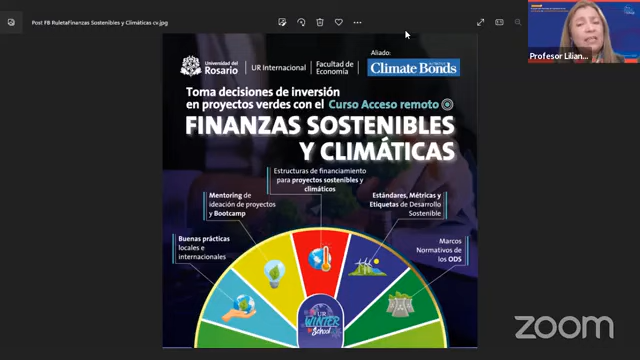 Post FB RuletaFinanzas Sostenibles y Climáticas cv.jpg
Profesor Lilian...
Universidad del
Rosario
UR Internacional
Facultad de
Economía
Aliado:
Climate Bonds
Toma decisiones de inversión
en proyectos verdes con el Curso Acceso remoto
FINANZAS SOSTENIBLES
Y CLIMÁTICAS
Estructuras de financiamiento
para proyectos sostenibles y
climáticos
Mentoring de
ideación de proyectos
y Bootcamp
Estándares, Métricas y
Etiquetas de Desarrollo
Sostenible
Buenas prácticas
locales e
internacionales
Marcos
Normativos de
los ODS
UR
WINTER
School
zoom